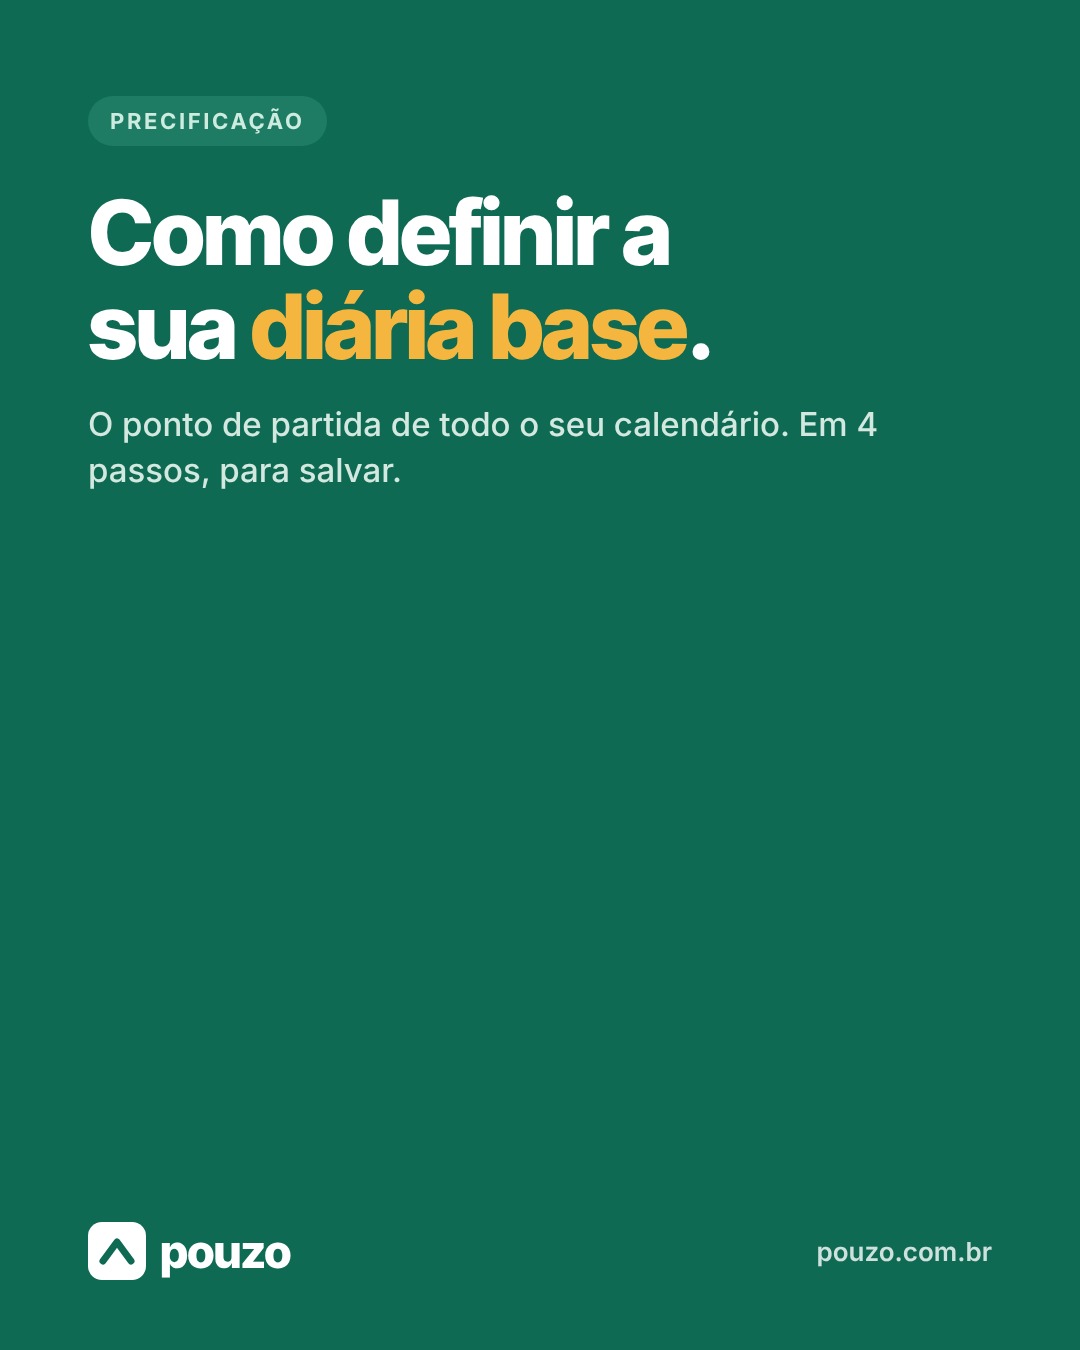 PRECIFICAÇÃO
Como definir a
sua diária base.
O ponto de partida de todo o seu calendário. Em 4
passos, para salvar.
pouzo
pouzo.com.br